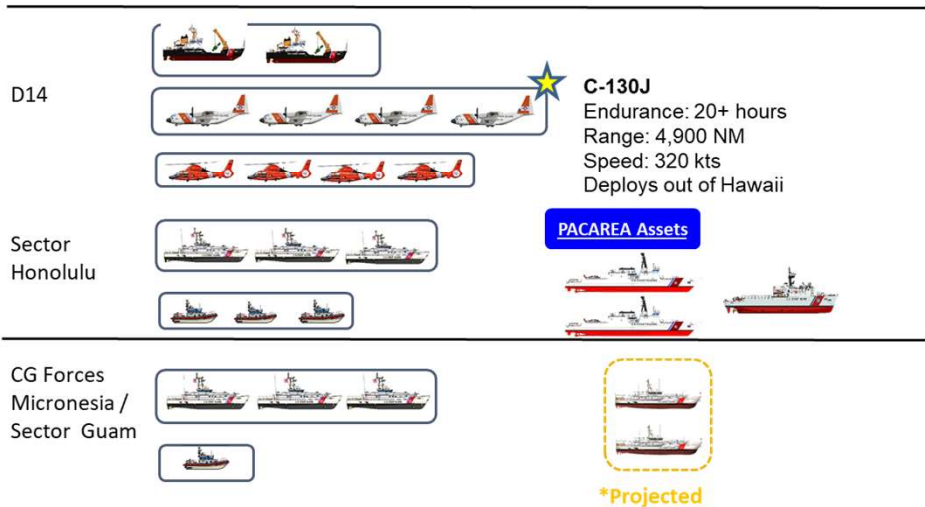 D14
C-130J
Endurance: 20+ hours
Range: 4,900 NM
Speed: 320 kts
Deploys out of Hawaii
Sector
Honolulu
PACAREA Assets
CG Forces
Micronesia /
Sector Guam
*Projected